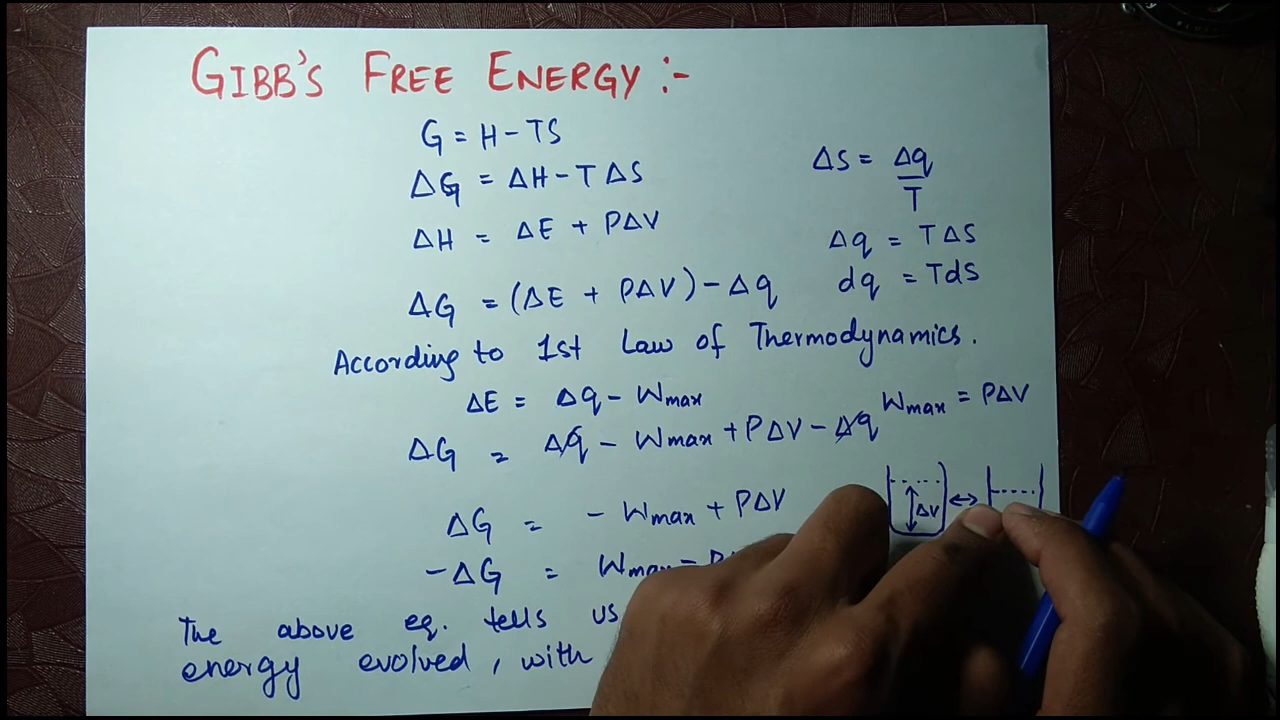 GIBB'S FREE ENERGY :-
G = H - TS
ΔG = ΔH - TΔS
ΔS = Δq / T
ΔH = ΔE + PΔV
Δq = TΔS
ΔG = (ΔE + PΔV) - Δq
dq = TdS
According to 1st Law of Thermodynamics.
ΔE = Δq - Wmax
Wmax = PΔV
ΔG = Δq - Wmax + PΔV - Δq
ΔV
ΔG = - Wmax + PΔV
-ΔG = Wmax -
The above eq. tells us
energy evolved, with